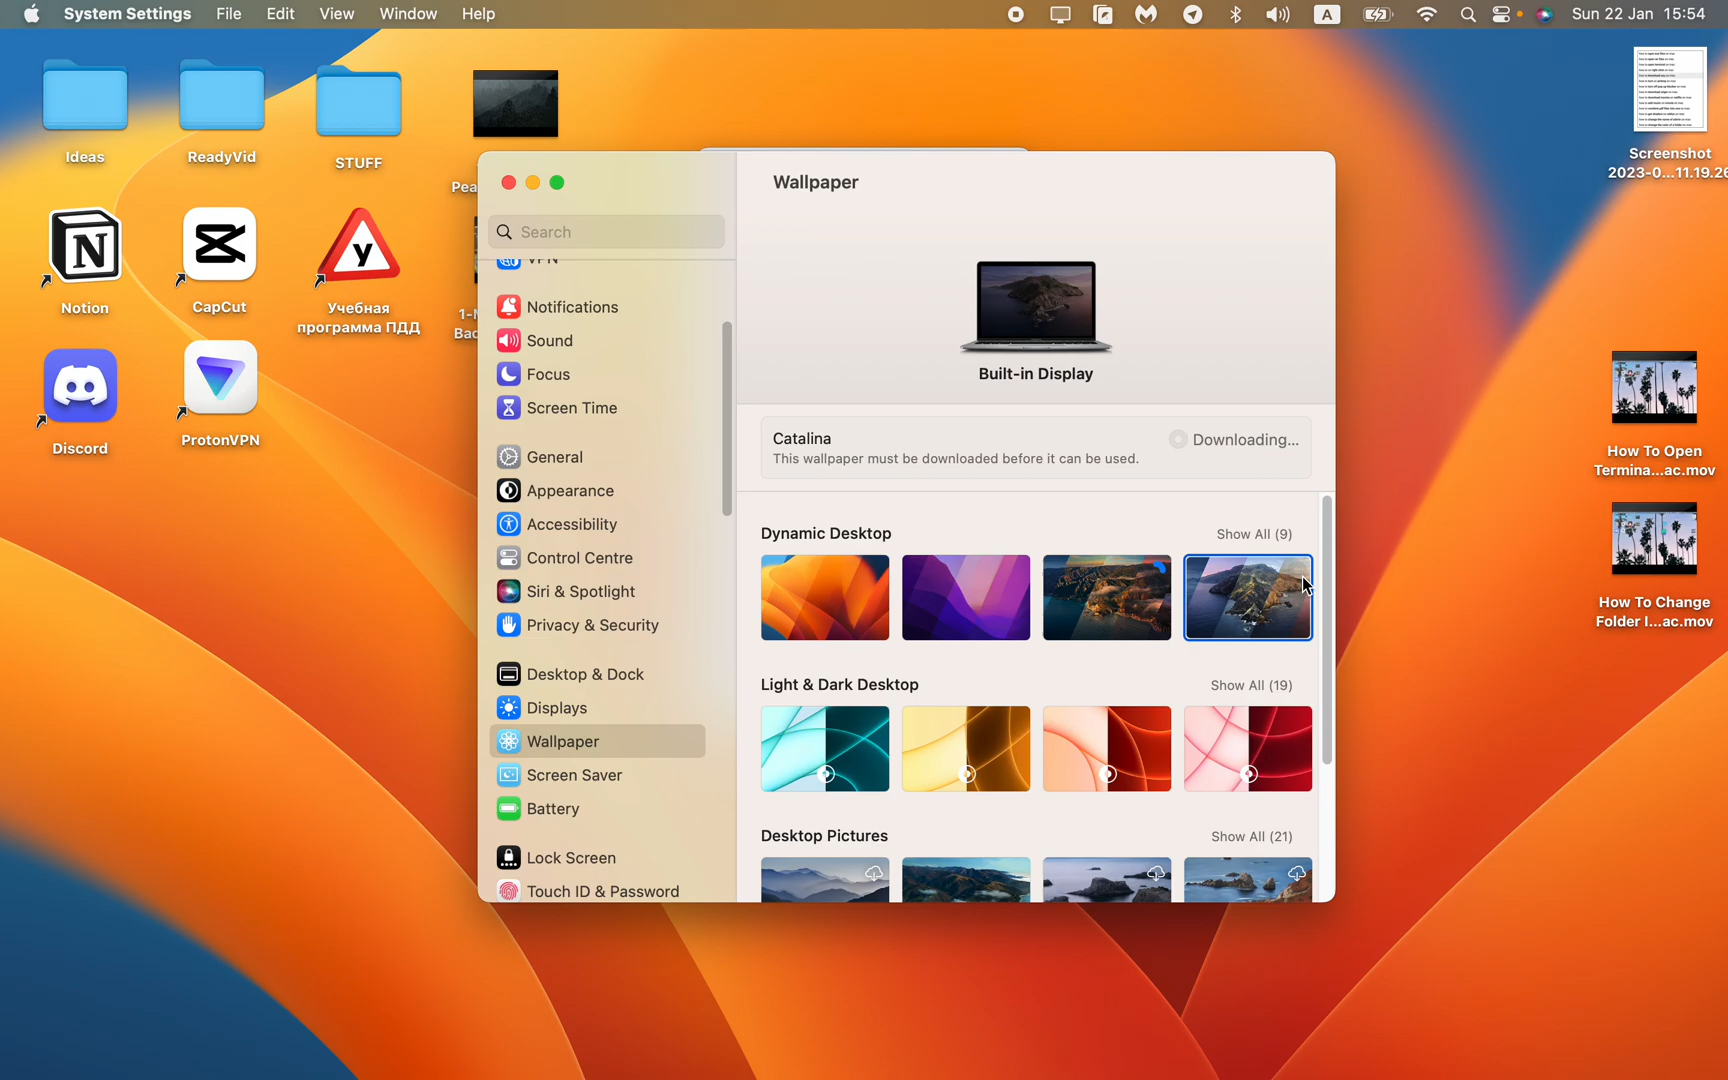 System Settings File Edit View Window Help A Sun 22 Jan 15:54
Ideas
ReadyVid
STUFF
Pea
Notion
CapCut
Учебная
программа ПДД
1-M
Bac
Discord
ProtonVPN
Search
VPN
Notifications
Sound
Focus
Screen Time
General
Appearance
Accessibility
Control Centre
Siri & Spotlight
Privacy & Security
Desktop & Dock
Displays
Wallpaper
Screen Saver
Battery
Lock Screen
Touch ID & Password
Wallpaper
Built-in Display
Catalina
Downloading...
This wallpaper must be downloaded before it can be used.
Dynamic Desktop
Show All (9)
Light & Dark Desktop
Show All (19)
Desktop Pictures
Show All (21)
Screenshot
2023-0...11.19.26
How To Open
Termina...ac.mov
How To Change
Folder I...ac.mov